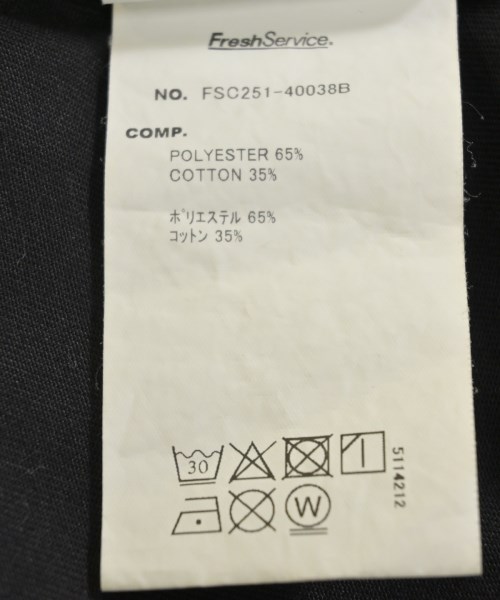 FreshService.
NO. FSC251-40038B
COMP.
POLYESTER 65%
COTTON 35%
ﾎﾟﾘｴｽﾃﾙ 65%
ｺｯﾄﾝ 35%
30
W
5114212